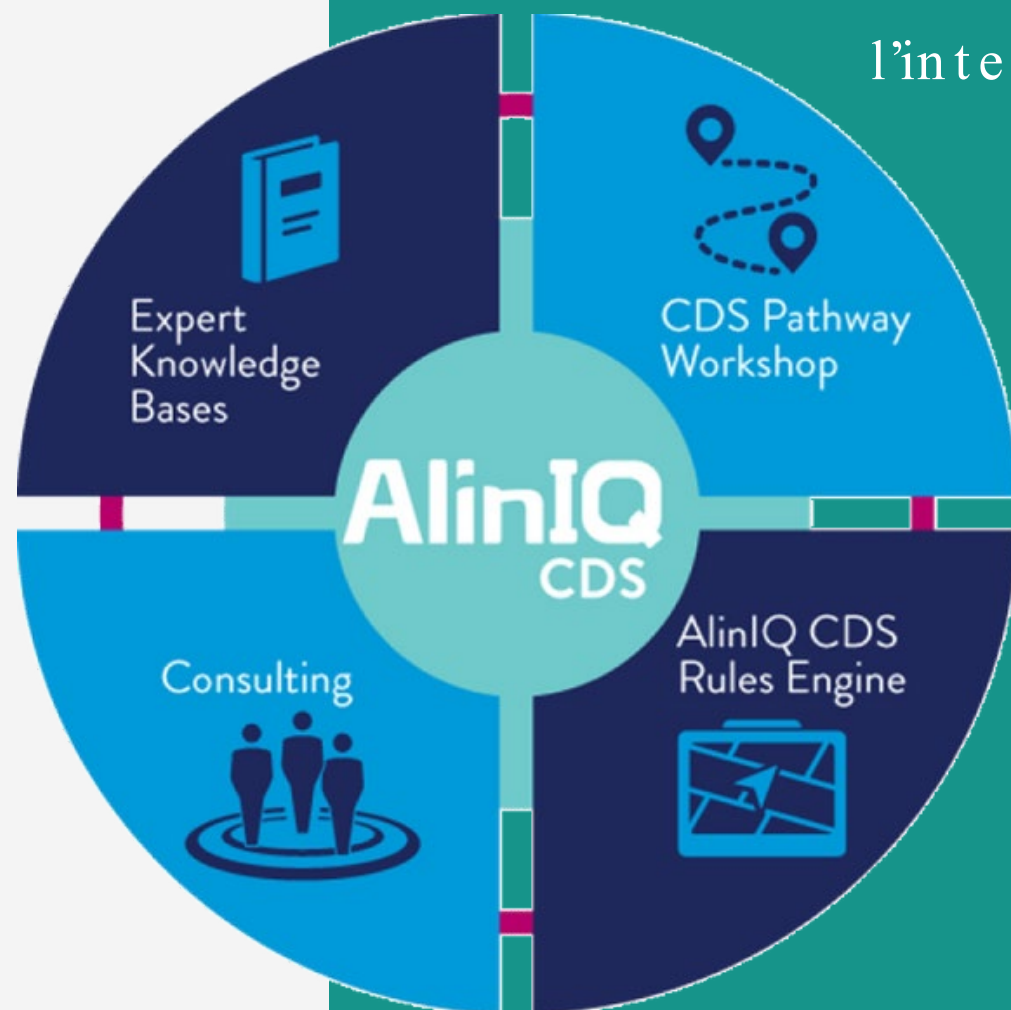 l’inte
Expert
Knowledge
Bases
CDS Pathway
Workshop
AlinIQ
CDS
Consulting
AlinIQ CDS
Rules Engine